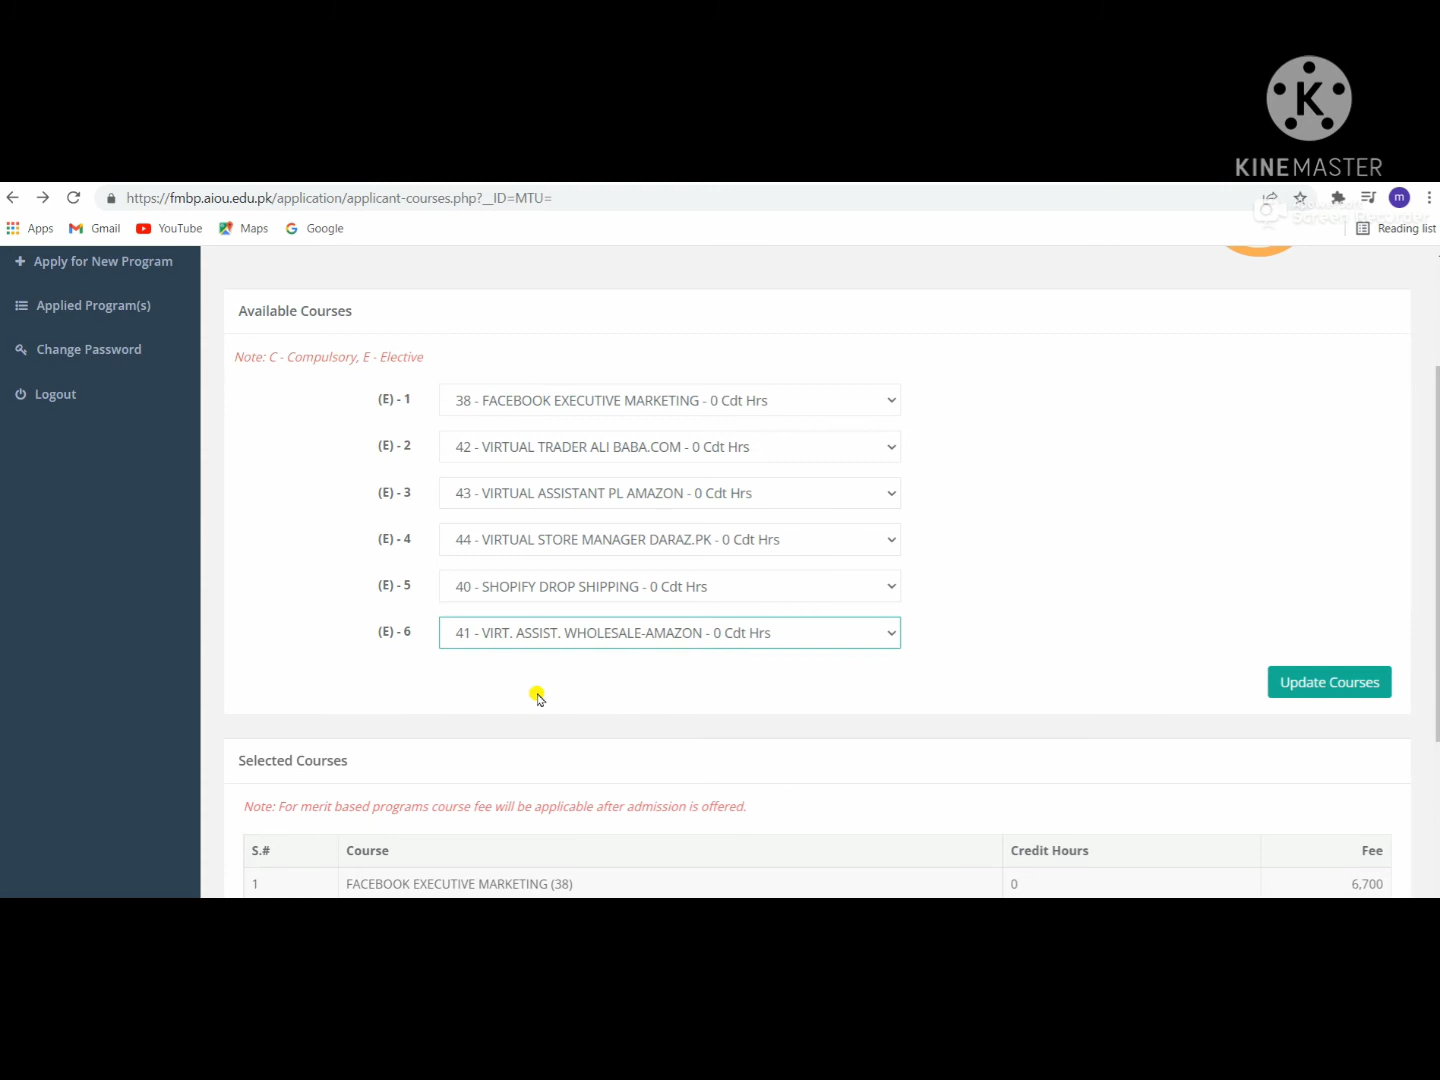 K
KINEMASTER
https://fmbp.aiou.edu.pk/application/applicant-courses.php?__ID=MTU=
m
Apps Gmail YouTube Maps Google
Screen Recorder
Reading list
Apply for New Program
Applied Program(s)
Change Password
Logout
Available Courses
Note: C - Compulsory, E - Elective
(E) - 1 38 - FACEBOOK EXECUTIVE MARKETING - 0 Cdt Hrs
(E) - 2 42 - VIRTUAL TRADER ALI BABA.COM - 0 Cdt Hrs
(E) - 3 43 - VIRTUAL ASSISTANT PL AMAZON - 0 Cdt Hrs
(E) - 4 44 - VIRTUAL STORE MANAGER DARAZ.PK - 0 Cdt Hrs
(E) - 5 40 - SHOPIFY DROP SHIPPING - 0 Cdt Hrs
(E) - 6 41 - VIRT. ASSIST. WHOLESALE-AMAZON - 0 Cdt Hrs
Update Courses
Selected Courses
Note: For merit based programs course fee will be applicable after admission is offered.
S.# Course Credit Hours Fee
1 FACEBOOK EXECUTIVE MARKETING (38) 0 6,700